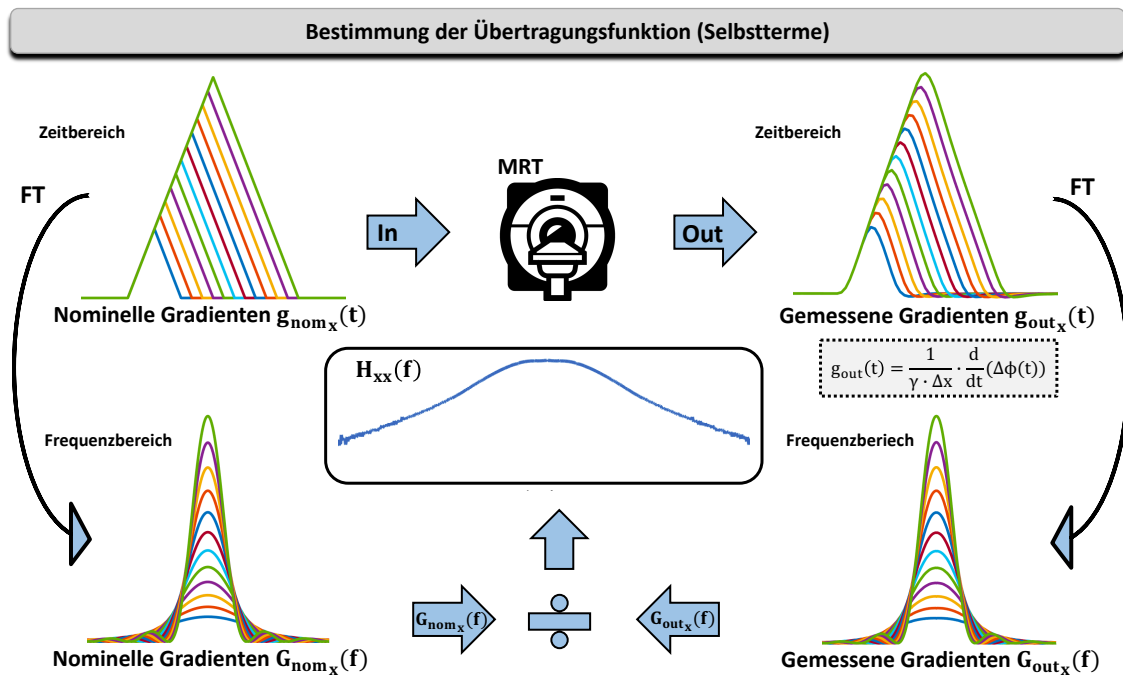 Bestimmung der Übertragungsfunktion (Selbstterme)
Zeitbereich
FT
Nominelle Gradienten g_nom_x(t)
In
MRT
Out
Zeitbereich
FT
Gemessene Gradienten g_out_x(t)
g_out(t) = 1/(γ · Δx) · d/dt (Δϕ(t))
H_xx(f)
Frequenzbereich
Nominelle Gradienten G_nom_x(f)
G_nom_x(f)
÷
G_out_x(f)
Frequenzberiech
Gemessene Gradienten G_out_x(f)